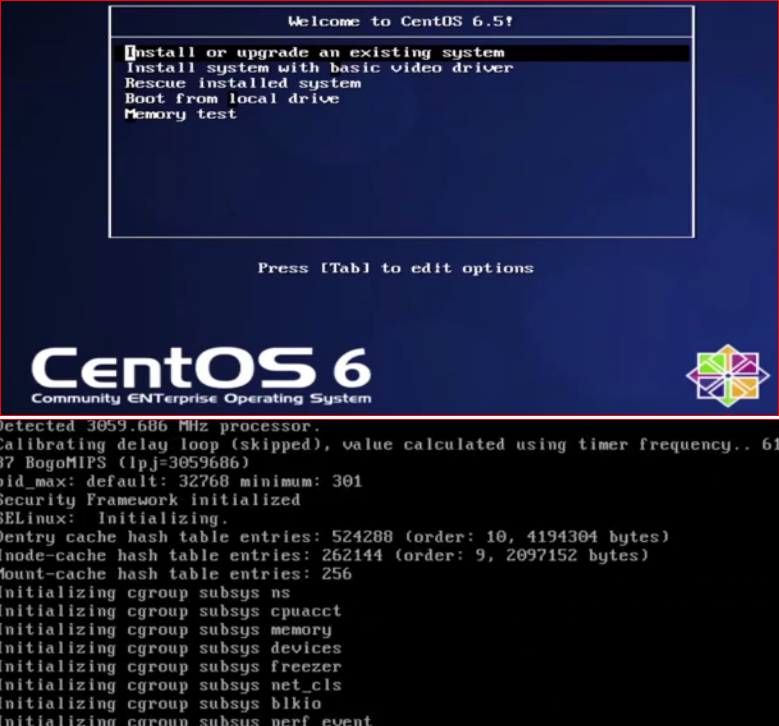 Welcome to CentOS 6.5!
Install or upgrade an existing system
Install system with basic video driver
Rescue installed system
Boot from local drive
Memory test
Press [Tab] to edit options
CentOS 6
Community ENTerprise Operating System
Detected 3059.686 MHz processor.
Calibrating delay loop (skipped), value calculated using timer frequency.. 61
37 BogoMIPS (lpj=3059686)
pid_max: default: 32768 minimum: 301
Security Framework initialized
SELinux:  Initializing.
Dentry cache hash table entries: 524288 (order: 10, 4194304 bytes)
Inode-cache hash table entries: 262144 (order: 9, 2097152 bytes)
Mount-cache hash table entries: 256
Initializing cgroup subsys ns
Initializing cgroup subsys cpuacct
Initializing cgroup subsys memory
Initializing cgroup subsys devices
Initializing cgroup subsys freezer
Initializing cgroup subsys net_cls
Initializing cgroup subsys blkio
Initializing cgroup subsys perf_event